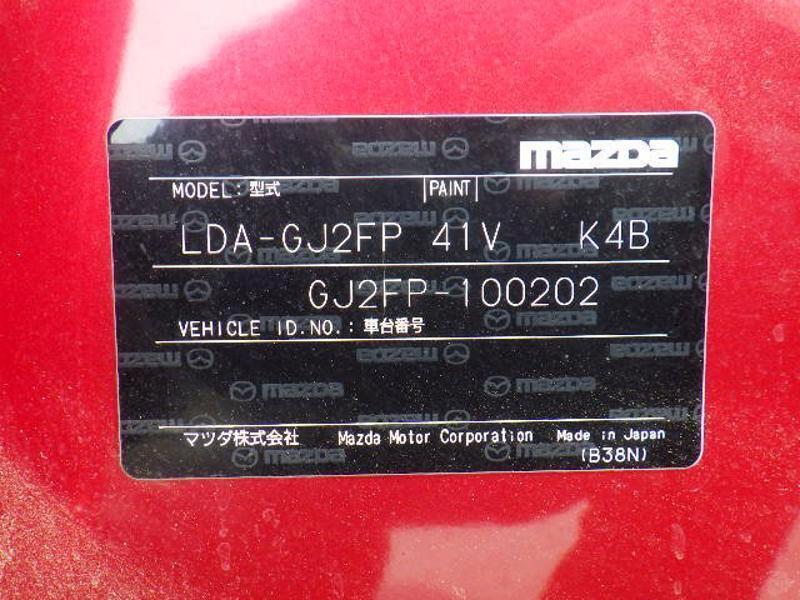 mazda
MODEL: 型式 PAINT
LDA-GJ2FP 41V K4B
GJ2FP-100202
VEHICLE ID.NO.: 車台番号
マツダ株式会社 Mazda Motor Corporation Made in Japan
(B38N)